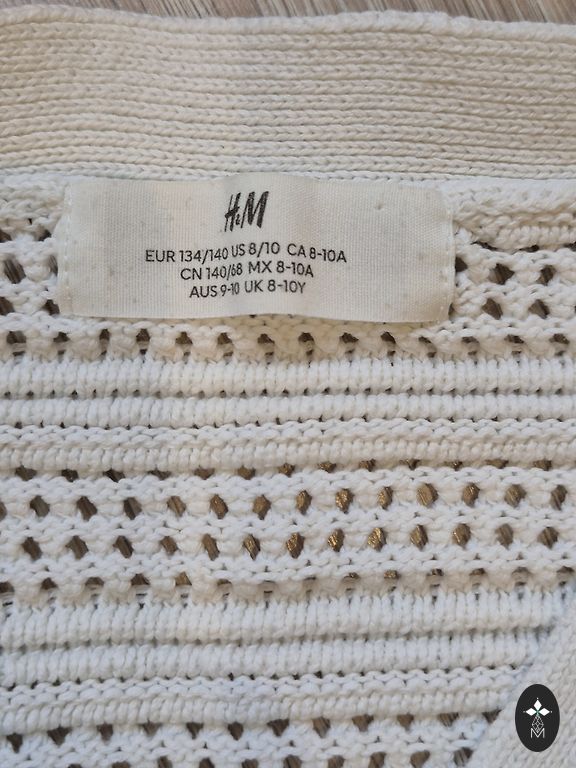 H&M
EUR 134/140 US 8/10 CA 8-10A
CN 140/68 MX 8-10A
AUS 9-10 UK 8-10Y
M